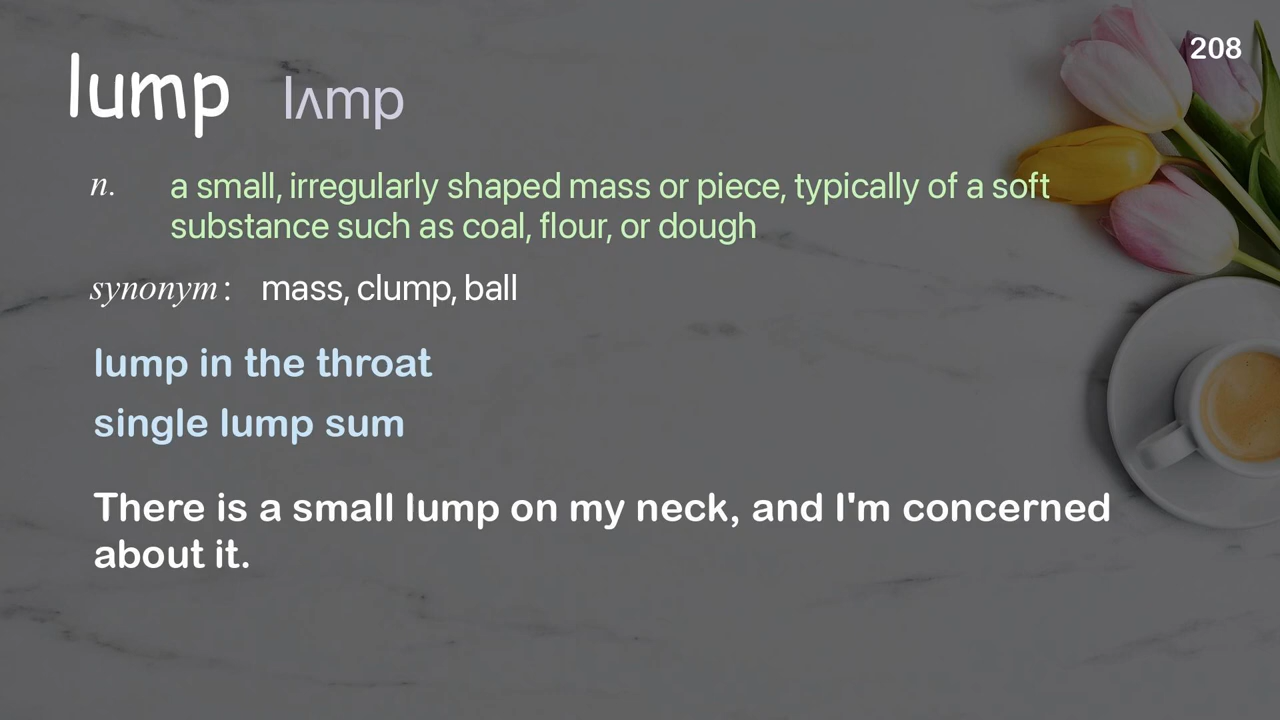 208
lump lʌmp
n. a small, irregularly shaped mass or piece, typically of a soft
substance such as coal, flour, or dough
synonym: mass, clump, ball
lump in the throat
single lump sum
There is a small lump on my neck, and I'm concerned
about it.